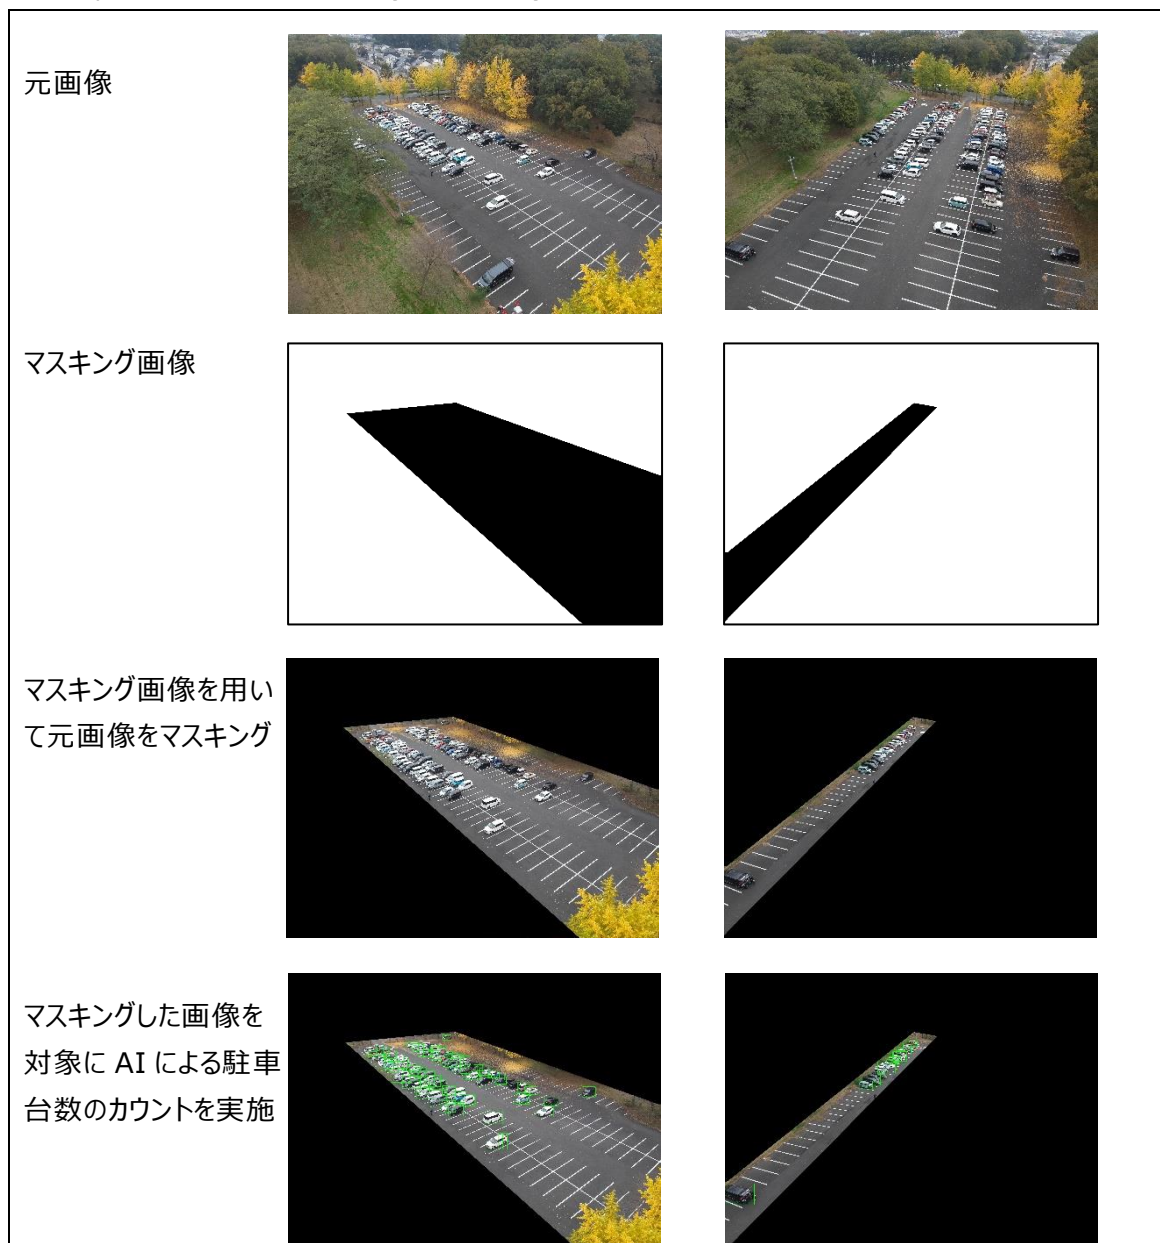 元画像
マスキング画像
マスキング画像を用い
て元画像をマスキング
マスキングした画像を
対象に AI による駐車
台数のカウントを実施